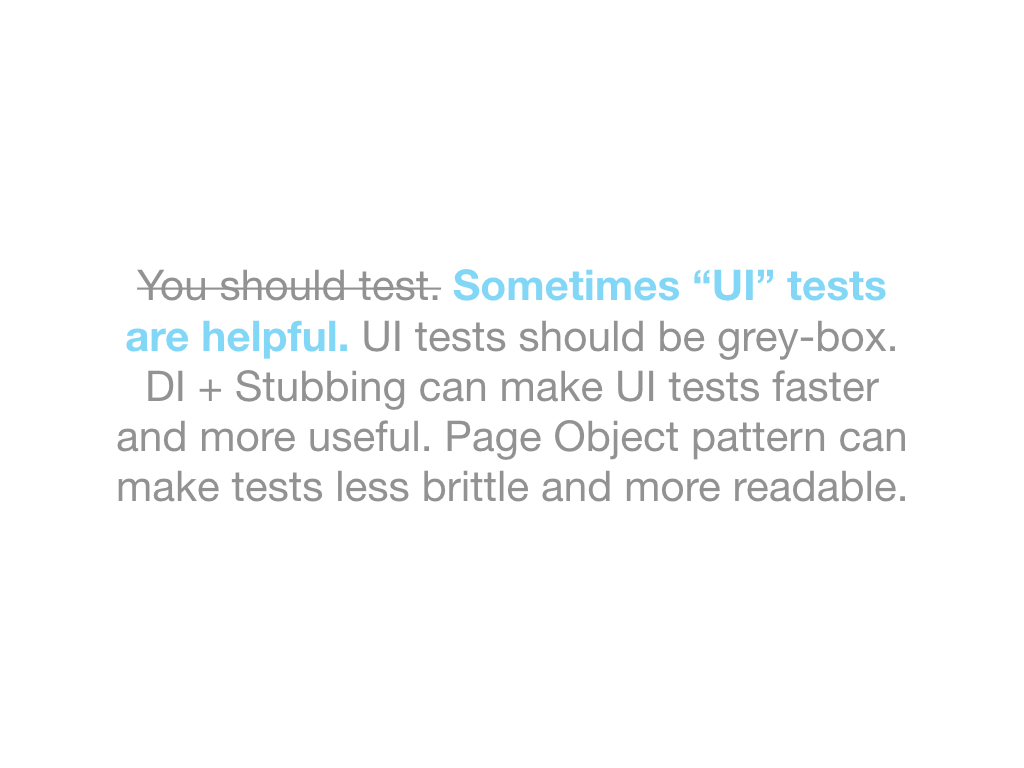 You should test. Sometimes “UI” tests
are helpful. UI tests should be grey-box.
DI + Stubbing can make UI tests faster
and more useful. Page Object pattern can
make tests less brittle and more readable.